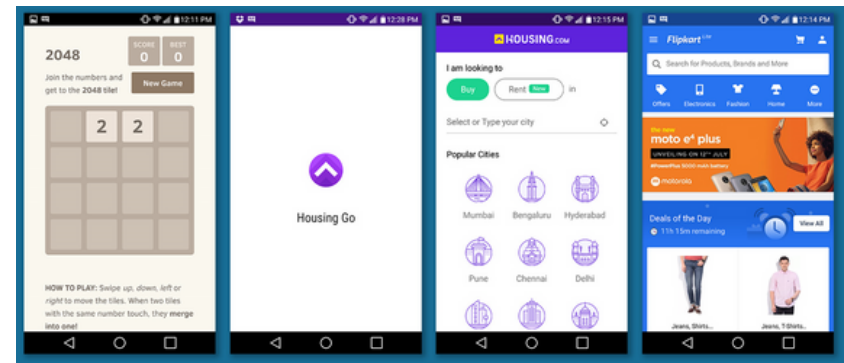 12:11 PM
2048
SCORE
0
BEST
0
Join the numbers and
get to the 2048 tile!
New Game
2 2
HOW TO PLAY: Swipe up, down, left or
right to move the tiles. When two tiles
with the same number touch, they merge
into one!
12:28 PM
Housing Go
12:15 PM
HOUSING.COM
I am looking to
Buy
Rent New
in
Select or Type your city
Popular Cities
Mumbai Bengaluru Hyderabad
Pune Chennai Delhi
12:14 PM
Flipkart Lite
Search for Products, Brands and More
Offers Electronics Fashion Home More
the new
moto e⁴ plus
UNVEILING ON 12TH JULY
#PowerPlus 5000 mAh battery
motorola
Deals of the Day
11h 15m remaining
View All
Jeans, Shirts... Jeans, T-Shirts..